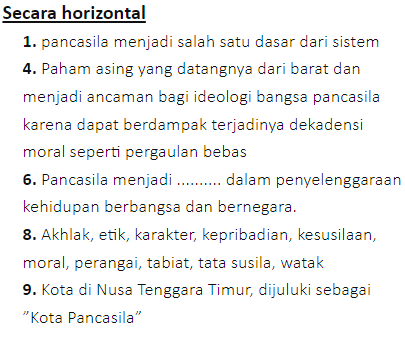 Secara horizontal
1. pancasila menjadi salah satu dasar dari sistem
4. Paham asing yang datangnya dari barat dan
menjadi ancaman bagi ideologi bangsa pancasila
karena dapat berdampak terjadinya dekadensi
moral seperti pergaulan bebas
6. Pancasila menjadi .......... dalam penyelenggaraan
kehidupan berbangsa dan bernegara.
8. Akhlak, etik, karakter, kepribadian, kesusilaan,
moral, perangai, tabiat, tata susila, watak
9. Kota di Nusa Tenggara Timur, dijuluki sebagai
”Kota Pancasila”